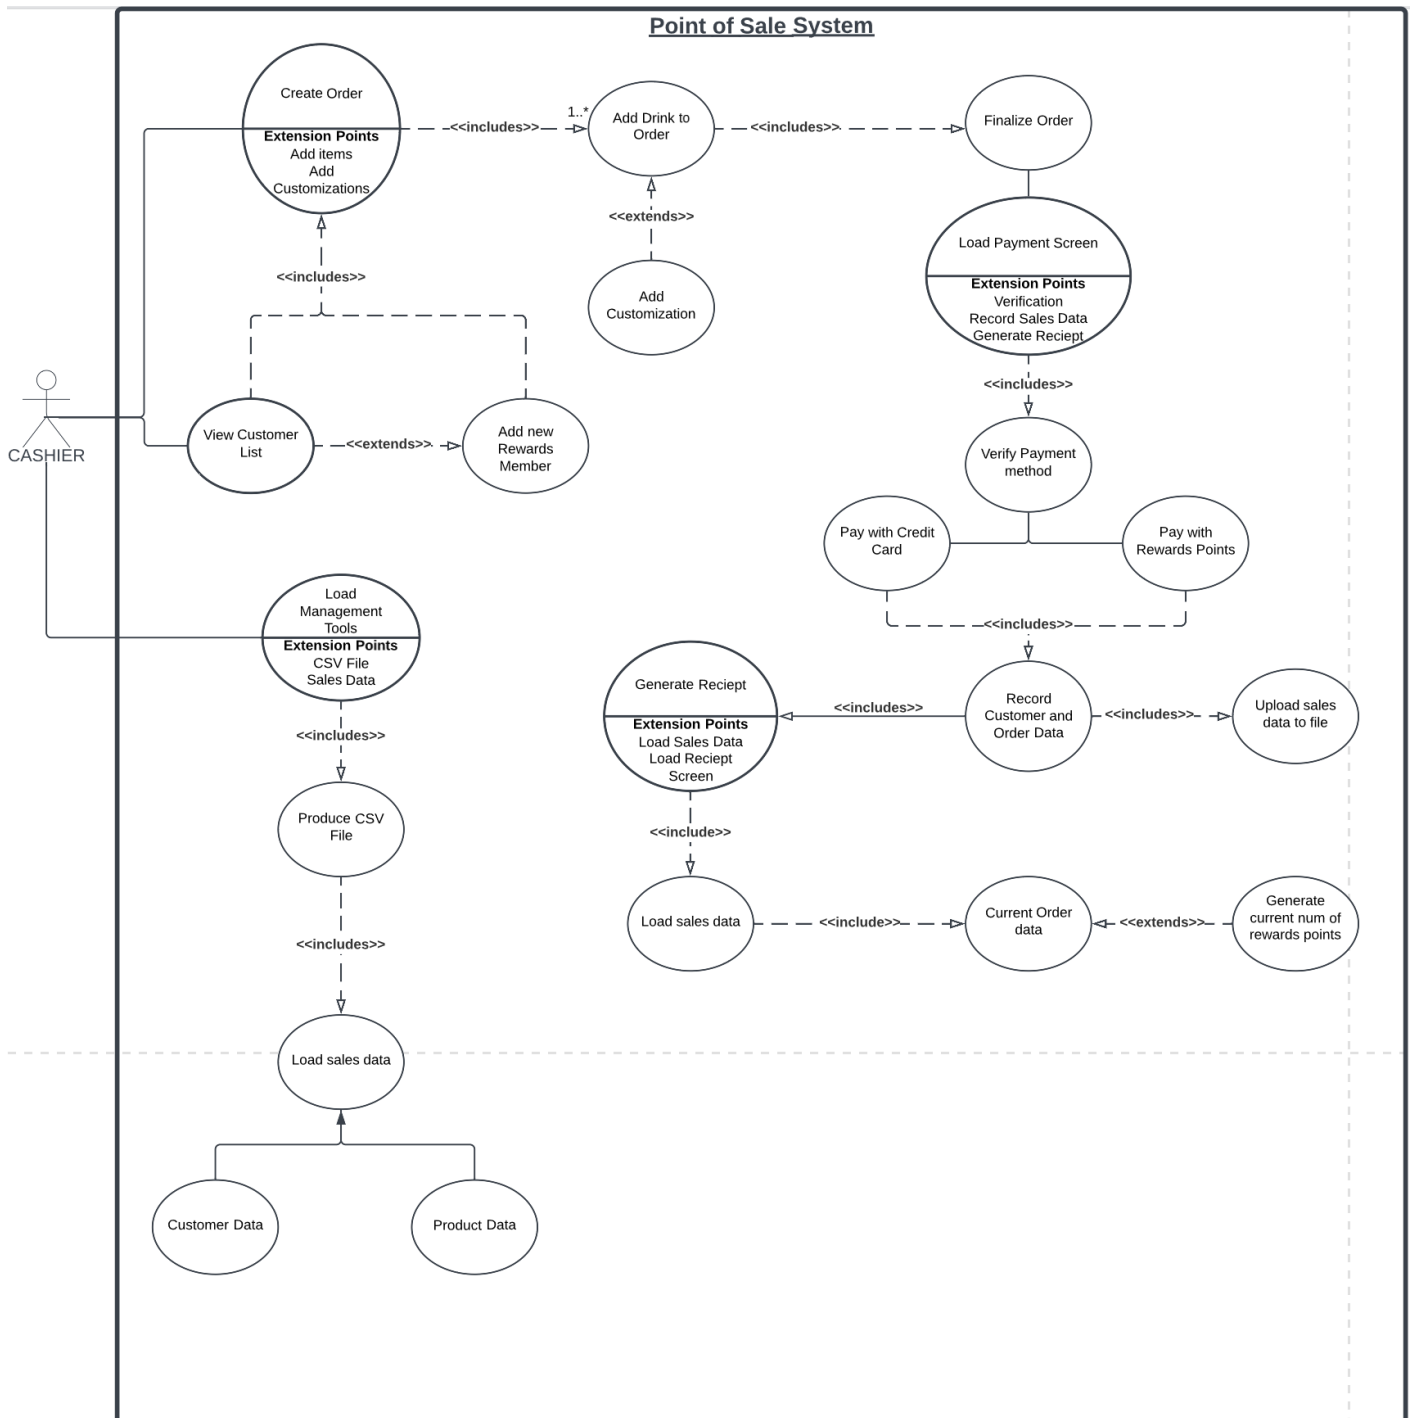 Point of Sale System
Create Order
Extension Points
Add items
Add
Customizations
<<includes>>
1..*
Add Drink to
Order
<<includes>>
Finalize Order
<<extends>>
Add
Customization
Load Payment Screen
Extension Points
Verification
Record Sales Data
Generate Reciept
<<includes>>
<<includes>>
CASHIER
View Customer
List
<<extends>>
Add new
Rewards
Member
Verify Payment
method
Pay with Credit
Card
Pay with
Rewards Points
<<includes>>
Load
Management
Tools
Extension Points
CSV File
Sales Data
Generate Reciept
Extension Points
Load Sales Data
Load Reciept
Screen
<<includes>>
Record
Customer and
Order Data
<<includes>>
Upload sales
data to file
<<includes>>
Produce CSV
File
<<include>>
Load sales data
<<include>>
Current Order
data
<<extends>>
Generate
current num of
rewards points
<<includes>>
Load sales data
Customer Data
Product Data